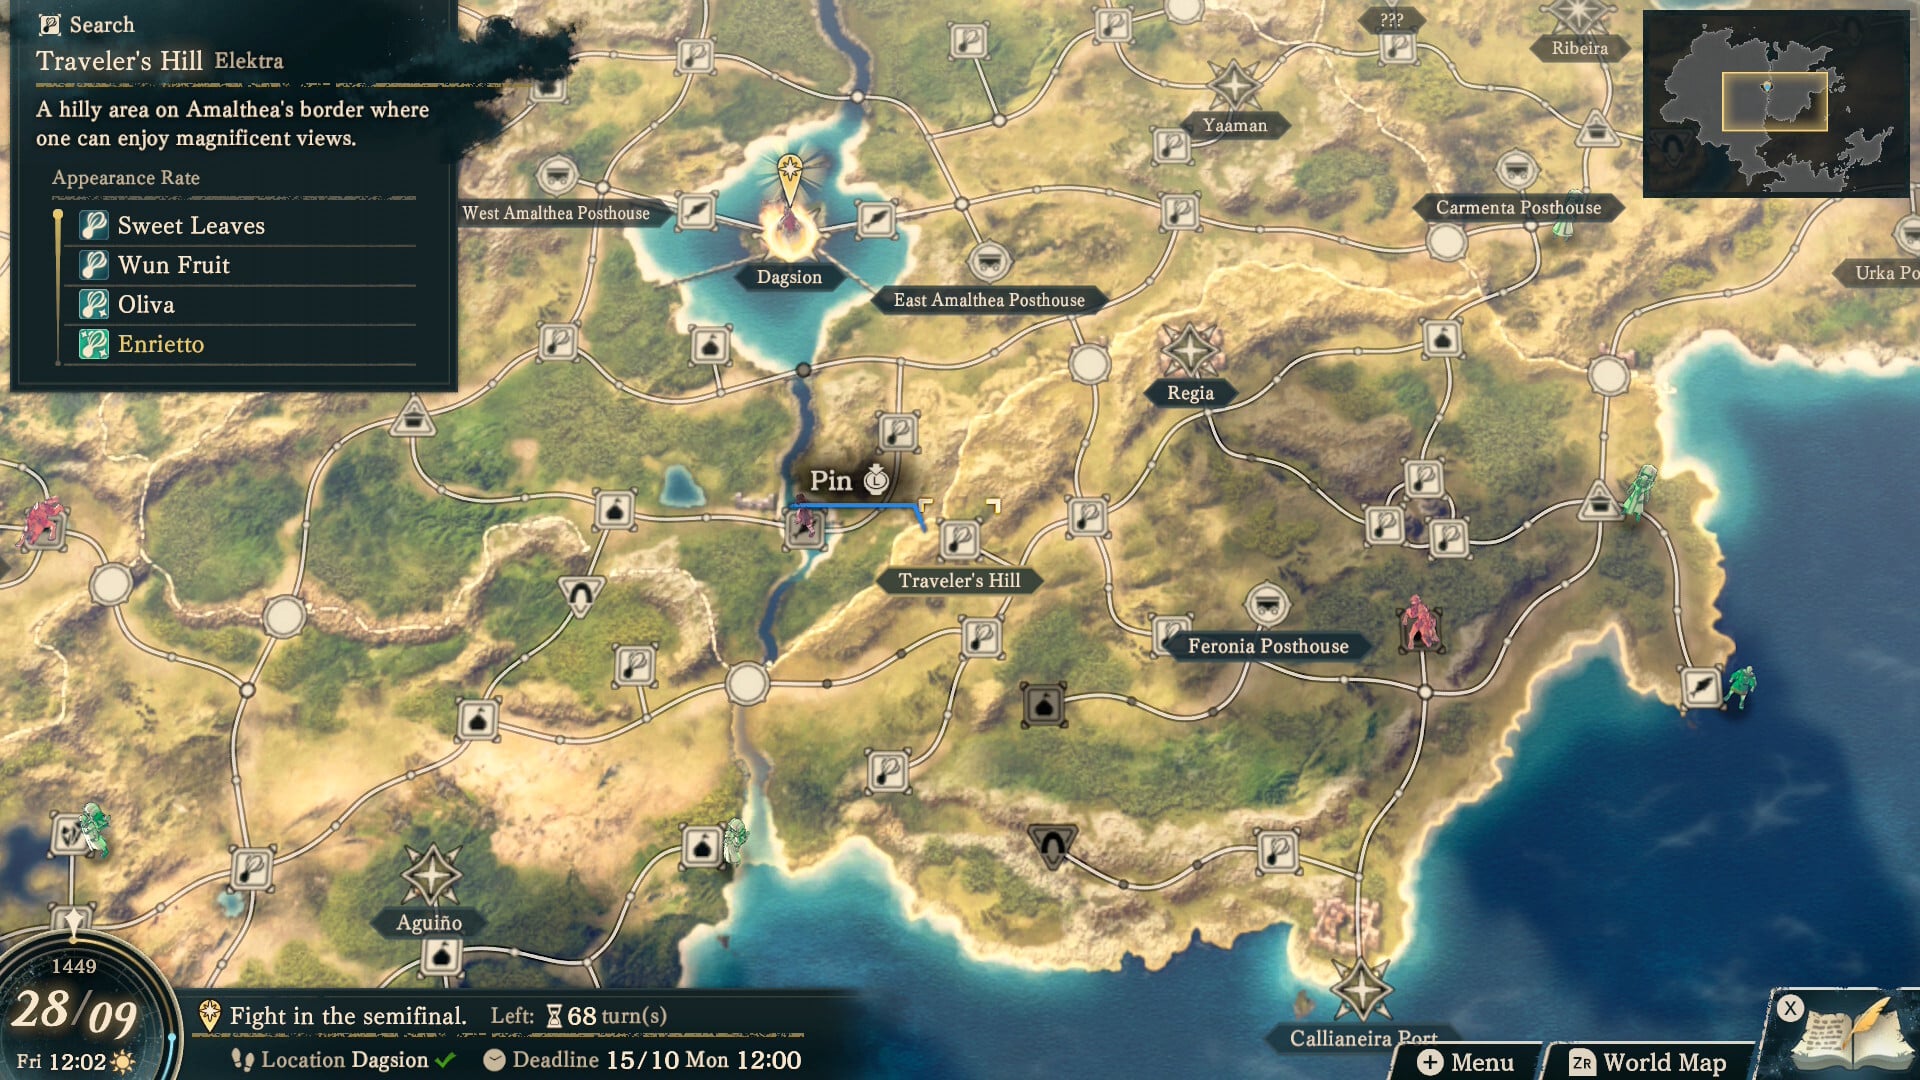 Search
Traveler's Hill Elektra
A hilly area on Amalthea's border where
one can enjoy magnificent views.
Appearance Rate
Sweet Leaves
Wun Fruit
Oliva
Enrietto
???
Ribeira
Yaaman
West Amalthea Posthouse
Carmenta Posthouse
Dagsion
East Amalthea Posthouse
Urka Po
Regia
Pin L
Traveler's Hill
Feronia Posthouse
Aguiño
Callianeira Port
1449
28/09
Fri 12:02
Fight in the semifinal. Left: 68 turn(s)
Location Dagsion Deadline 15/10 Mon 12:00
X
+ Menu
ZR World Map